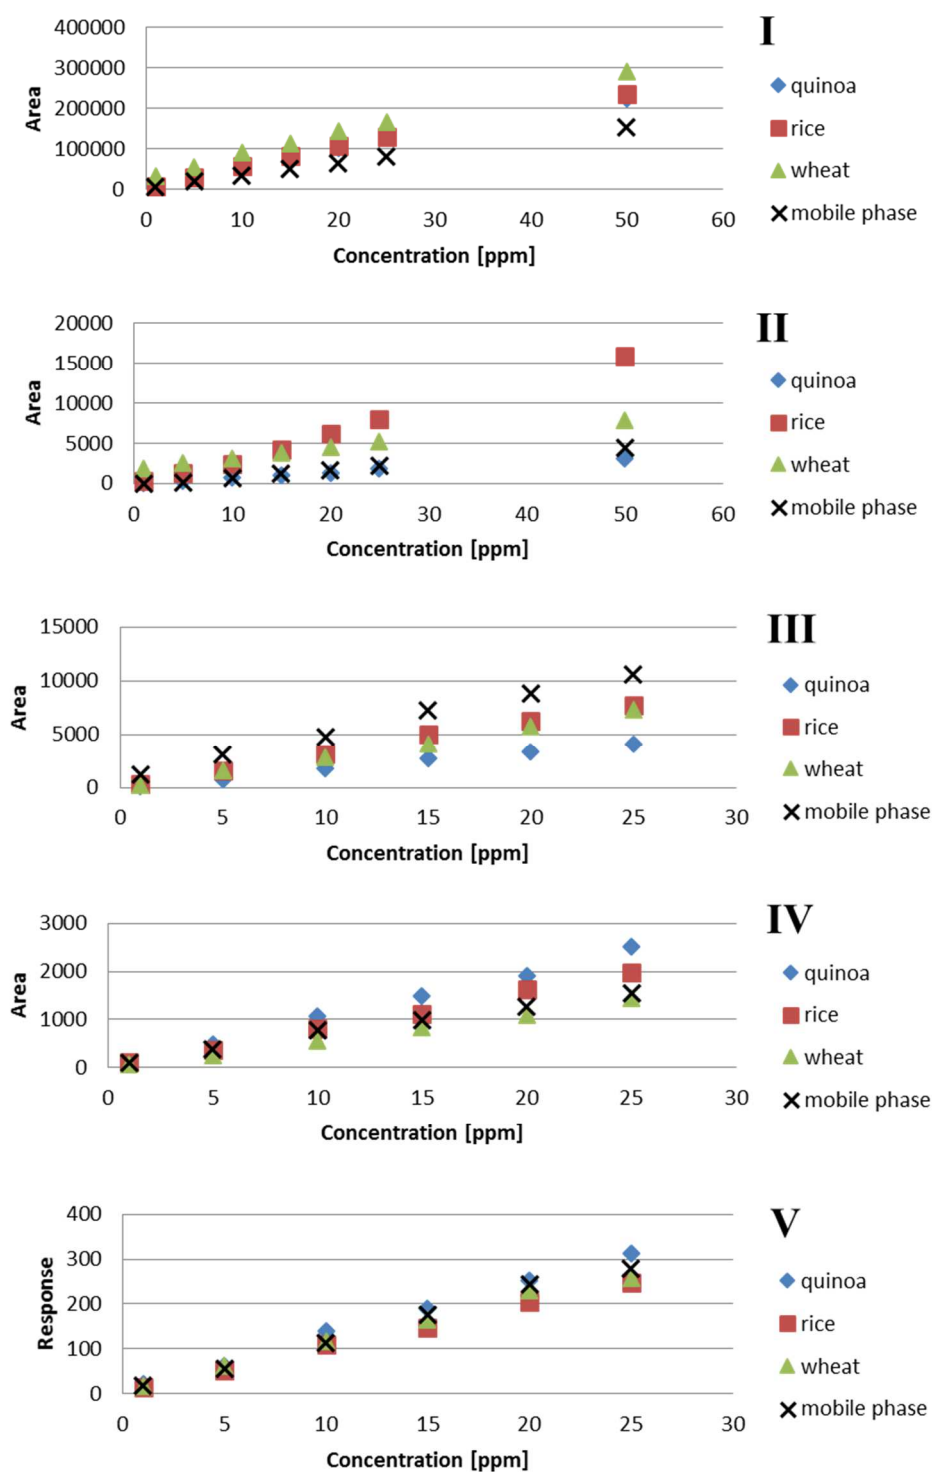 I
400000
300000
200000
100000
0
Area
0 10 20 30 40 50 60
Concentration [ppm]
quinoa
rice
wheat
mobile phase
II
20000
15000
10000
5000
0
Area
0 10 20 30 40 50 60
Concentration [ppm]
quinoa
rice
wheat
mobile phase
III
15000
10000
5000
0
Area
0 5 10 15 20 25 30
Concentration [ppm]
quinoa
rice
wheat
mobile phase
IV
3000
2000
1000
0
Area
0 5 10 15 20 25 30
Concentration [ppm]
quinoa
rice
wheat
mobile phase
V
400
300
200
100
0
Response
0 5 10 15 20 25 30
Concentration [ppm]
quinoa
rice
wheat
mobile phase